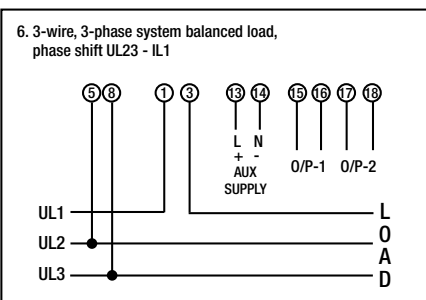 6. 3-wire, 3-phase system balanced load,
phase shift UL23 - IL1
5 8 1 3 13 14 15 16 17 18
L N
+ -
AUX
SUPPLY
O/P-1 O/P-2
UL1
UL2
UL3
L
O
A
D